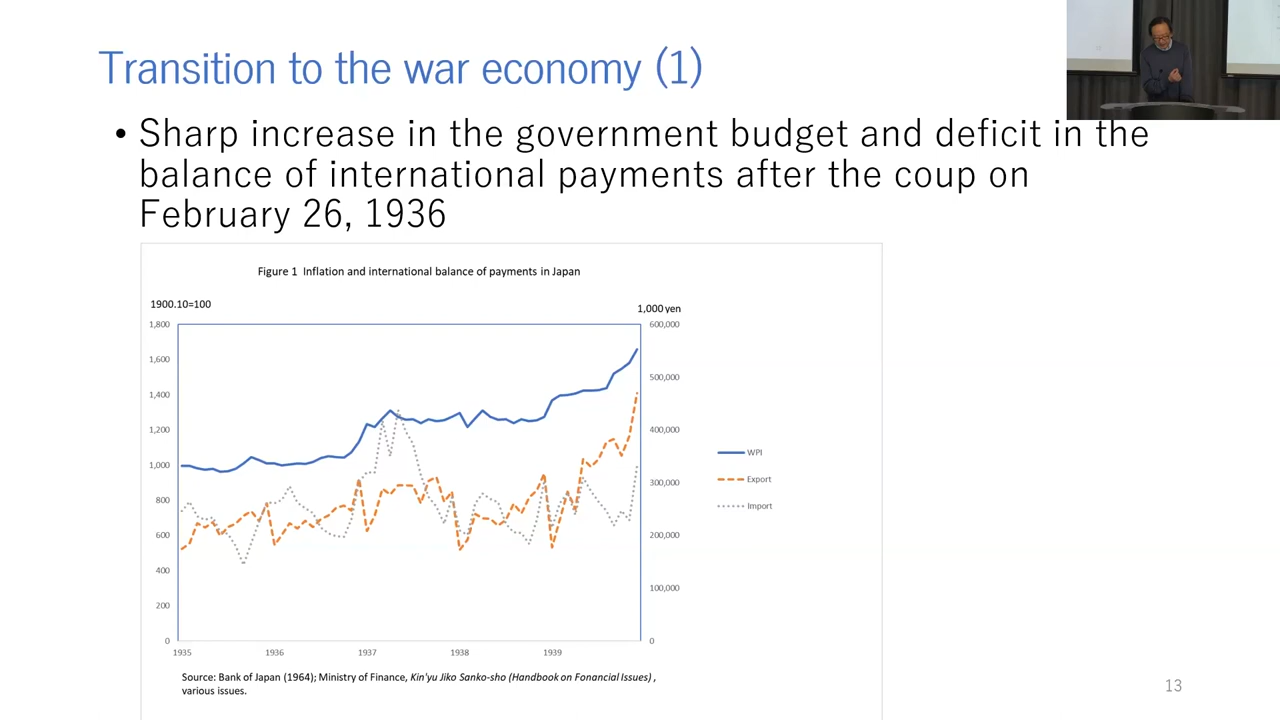 Transition to the war economy (1)
• Sharp increase in the government budget and deficit in the
balance of international payments after the coup on
February 26, 1936
Figure 1 Inflation and international balance of payments in Japan
1900.10=100
1,000 yen
1,800
1,600
1,400
1,200
1,000
800
600
400
200
0
600,000
500,000
400,000
300,000
200,000
100,000
0
1935 1936 1937 1938 1939
WPI
Export
Import
Source: Bank of Japan (1964); Ministry of Finance, Kin'yu Jiko Sanko-sho (Handbook on Fonancial Issues) ,
various issues.
13